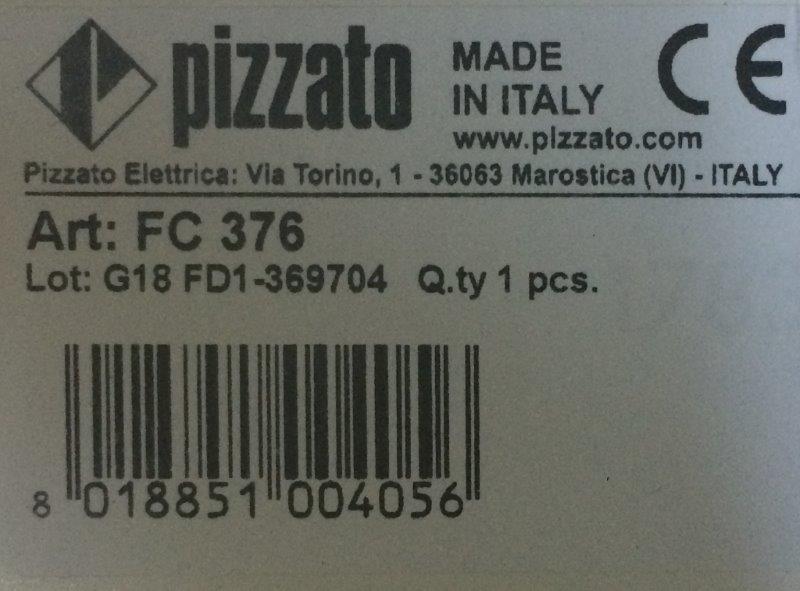 pizzato
MADE
IN ITALY
CE
www.pizzato.com
Pizzato Elettrica: Via Torino, 1 - 36063 Marostica (VI) - ITALY
Art: FC 376
Lot: G18 FD1-369704 Q.ty 1 pcs.
8 018851 004056